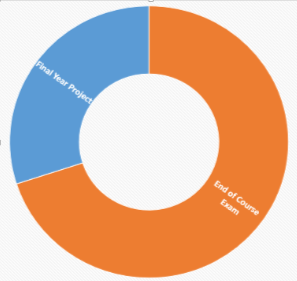 Final Year Project
End of Course
Exam